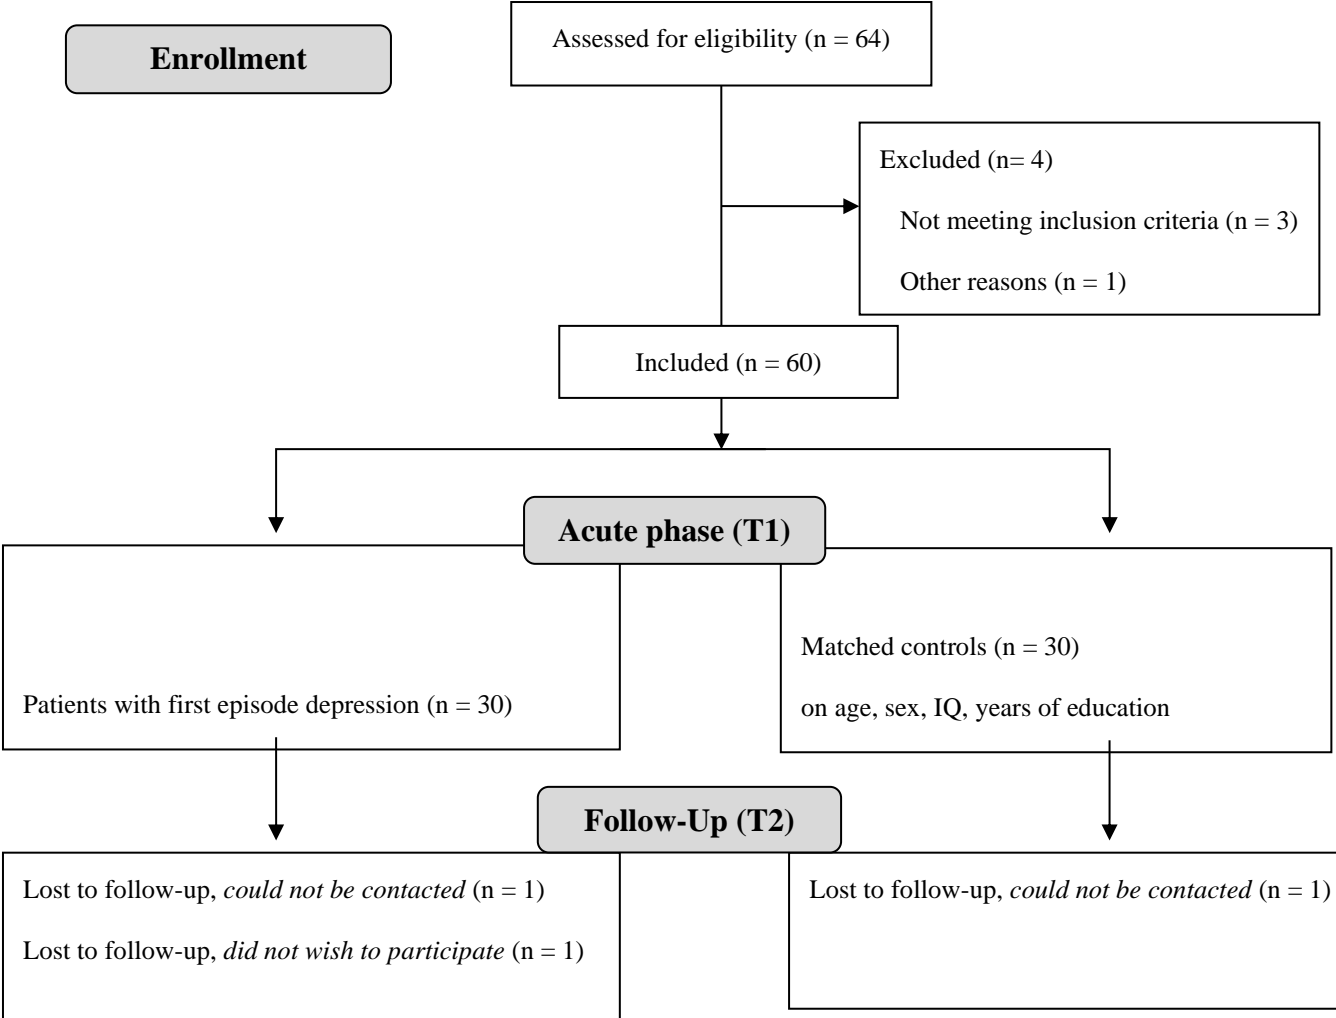 Enrollment
Assessed for eligibility (n = 64)
Excluded (n= 4)
Not meeting inclusion criteria (n = 3)
Other reasons (n = 1)
Included (n = 60)
Acute phase (T1)
Patients with first episode depression (n = 30)
Matched controls (n = 30)
on age, sex, IQ, years of education
Follow-Up (T2)
Lost to follow-up, could not be contacted (n = 1)
Lost to follow-up, did not wish to participate (n = 1)
Lost to follow-up, could not be contacted (n = 1)